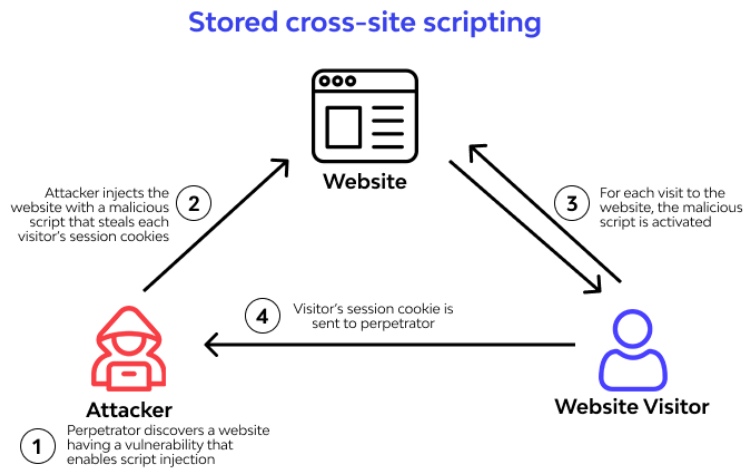 Stored cross-site scripting
Website
Attacker injects the
website with a malicious
script that steals each
visitor's session cookies
2
3
For each visit to the
website, the malicious
script is activated
4
Visitor's session cookie is
sent to perpetrator
Attacker
Website Visitor
1
Perpetrator discovers a website
having a vulnerability that
enables script injection